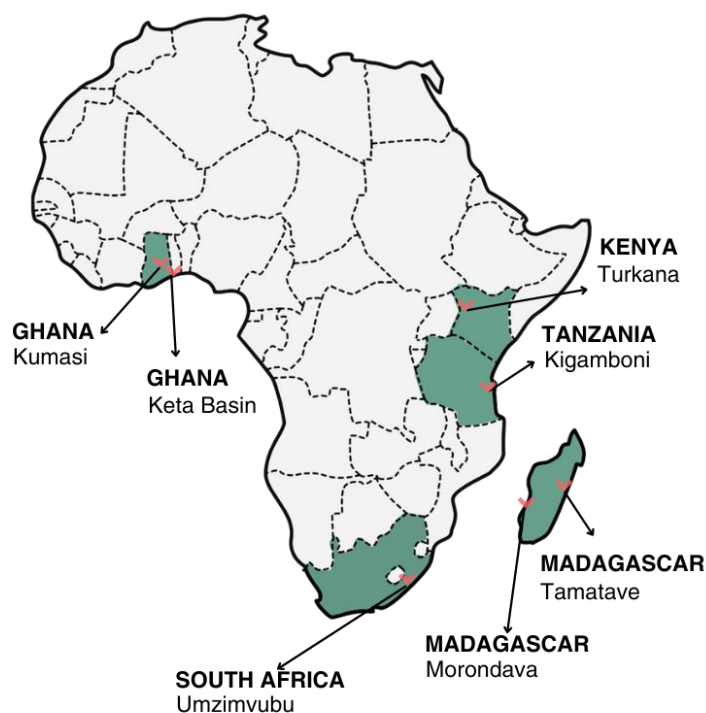 KENYA
Turkana
GHANA
Kumasi
TANZANIA
Kigamboni
GHANA
Keta Basin
MADAGASCAR
Tamatave
MADAGASCAR
Morondava
SOUTH AFRICA
Umzimvubu